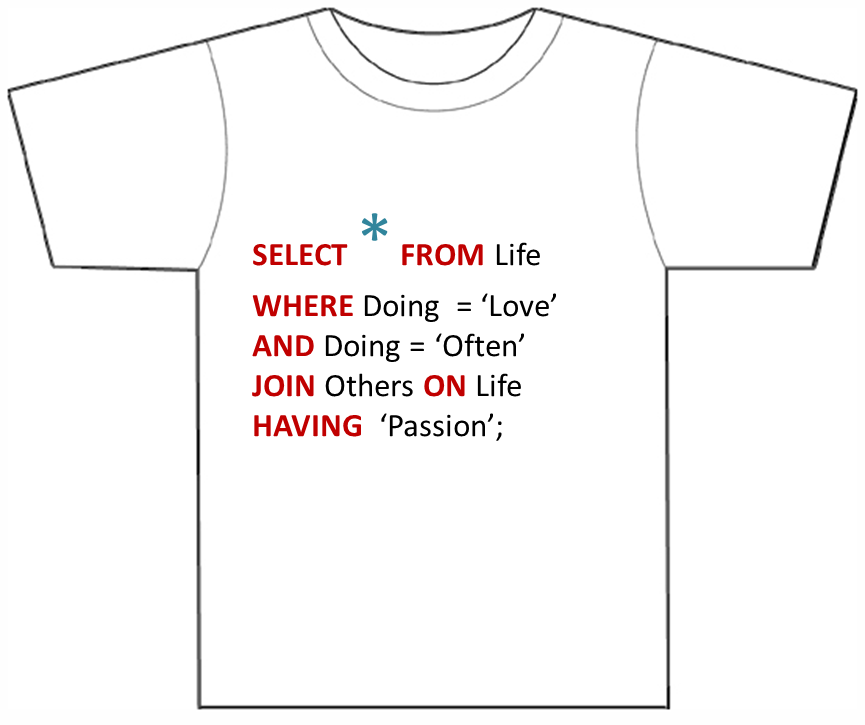 SELECT * FROM Life
WHERE Doing = ‘Love’
AND Doing = ‘Often’
JOIN Others ON Life
HAVING ‘Passion’;